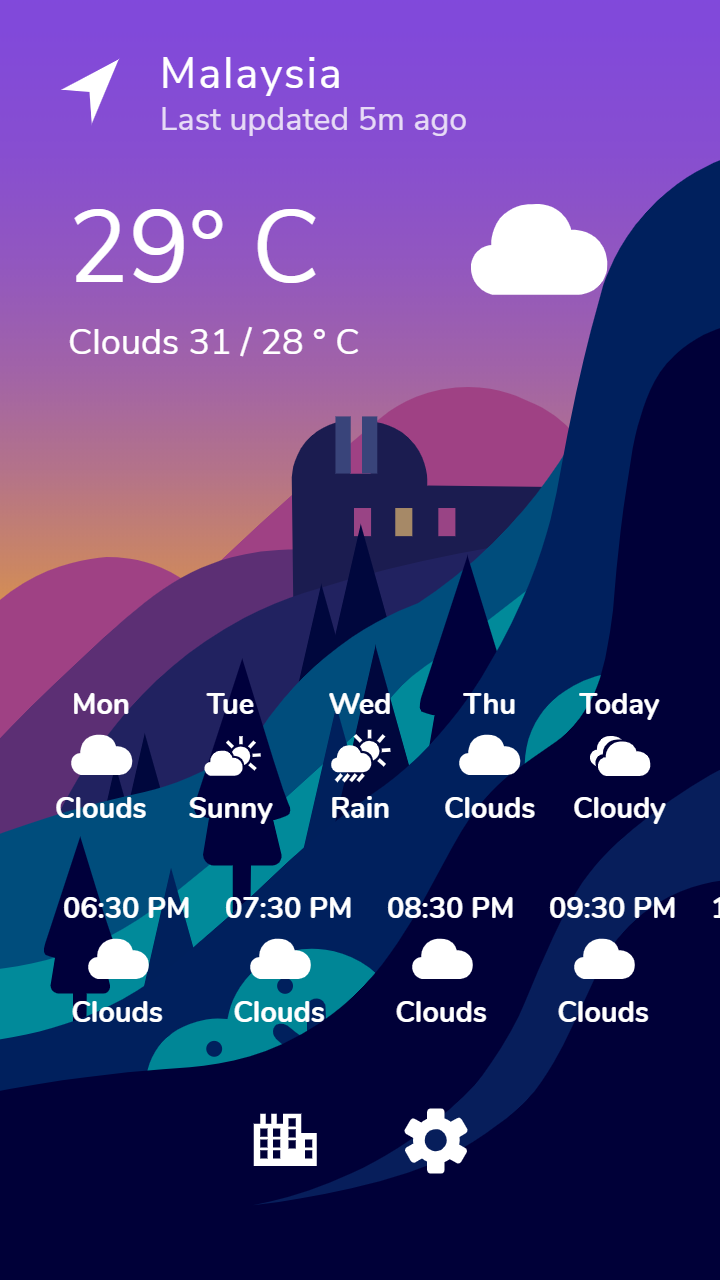 Malaysia
Last updated 5m ago
29° C
Clouds 31 / 28 ° C
Mon Tue Wed Thu Today
Clouds Sunny Rain Clouds Cloudy
06:30 PM 07:30 PM 08:30 PM 09:30 PM
Clouds Clouds Clouds Clouds